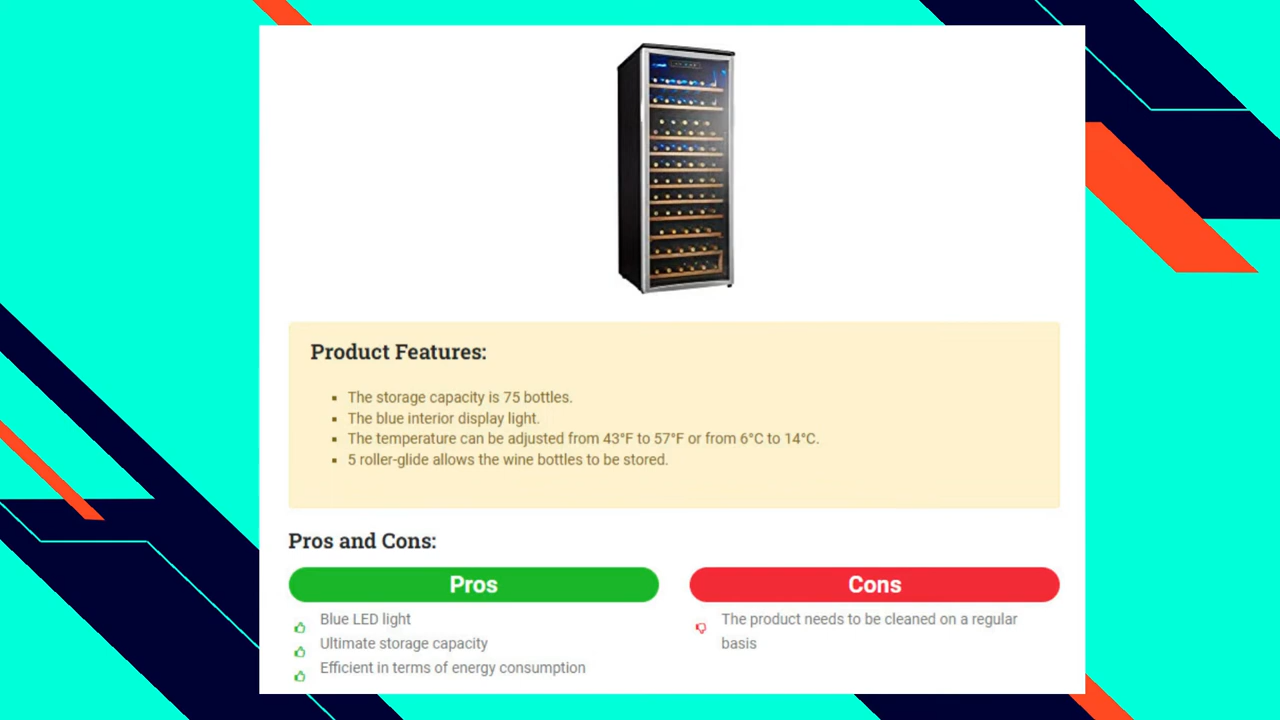 Product Features:
The storage capacity is 75 bottles.
The blue interior display light.
The temperature can be adjusted from 43°F to 57°F or from 6°C to 14°C.
5 roller-glide allows the wine bottles to be stored.
Pros and Cons:
Pros
Blue LED light
Ultimate storage capacity
Efficient in terms of energy consumption
Cons
The product needs to be cleaned on a regular
basis